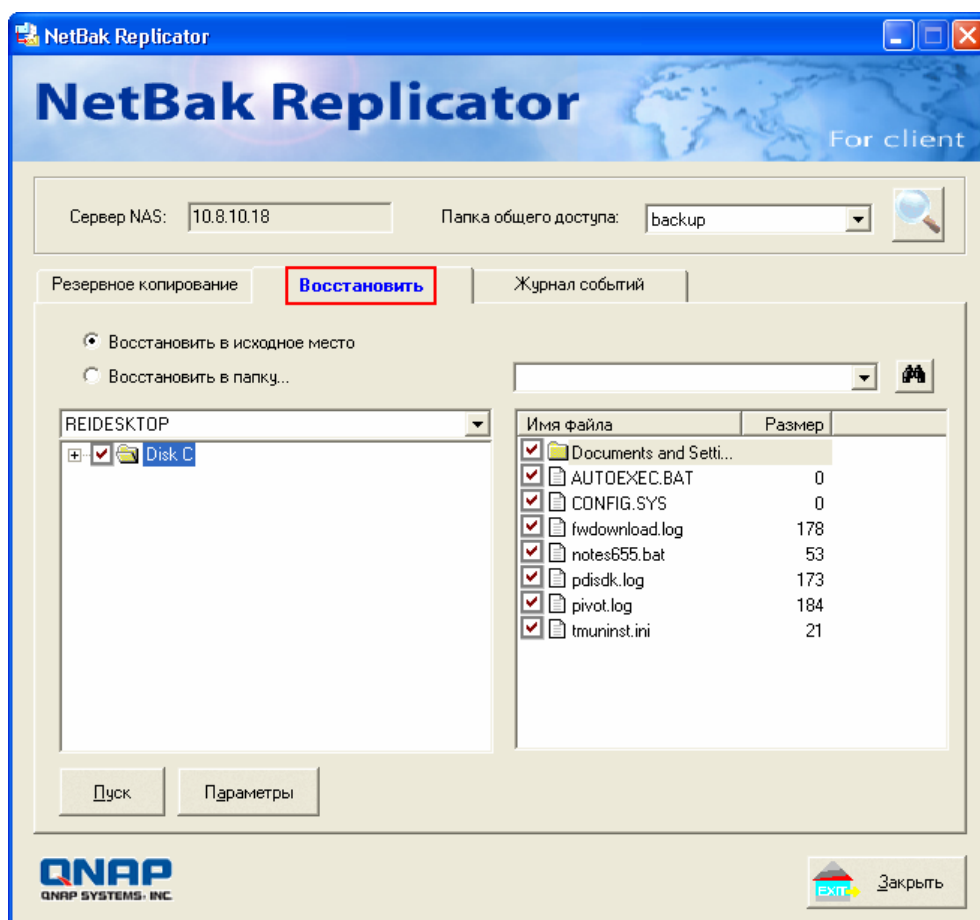 NetBak Replicator
NetBak Replicator
For client
Сервер NAS: 10.8.10.18 Папка общего доступа: backup
Резервное копирование Восстановить Журнал событий
Восстановить в исходное место
Восстановить в папку...
REIDESKTOP
Disk C
Имя файла Размер
Documents and Setti...
AUTOEXEC.BAT 0
CONFIG.SYS 0
fwdownload.log 178
notes655.bat 53
pdisdk.log 173
pivot.log 184
tmuninst.ini 21
Пуск Параметры
QNAP
QNAP SYSTEMS, INC
EXIT Закрыть